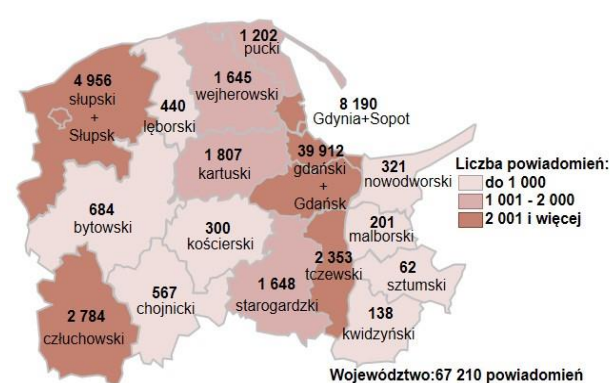 1 202
pucki
4 956
słupski
+
Słupsk
1 645
wejherowski
440
lęborski
8 190
Gdynia+Sopot
39 912
gdański
+
Gdańsk
1 807
kartuski
321
nowodworski
Liczba powiadomień:
do 1 000
1 001 - 2 000
2 001 i więcej
684
bytowski
300
kościerski
201
malborski
2 353
tczewski
62
sztumski
567
chojnicki
1 648
starogardzki
2 784
człuchowski
138
kwidzyński
Województwo:67 210 powiadomień